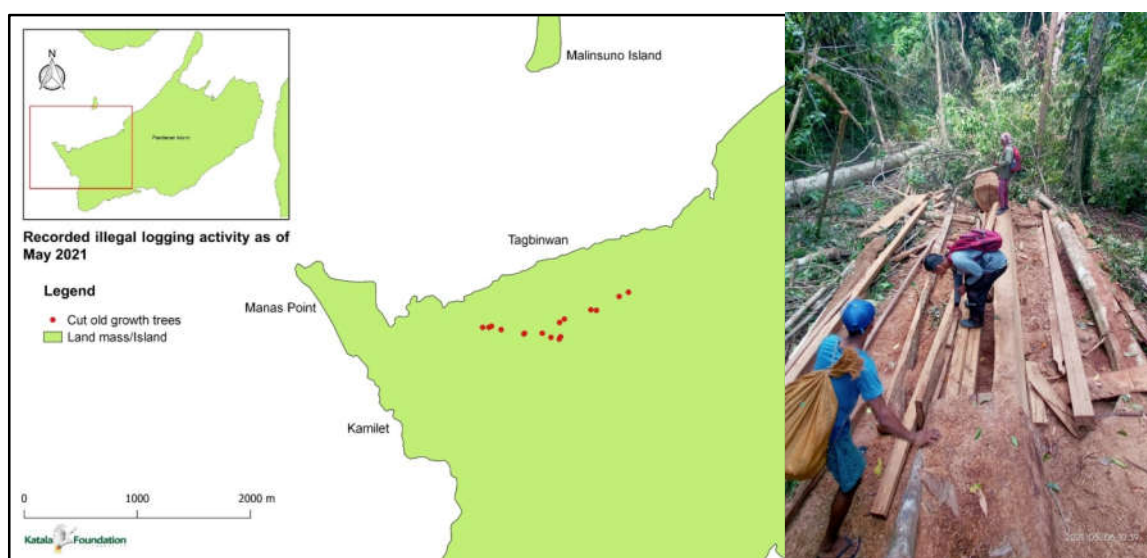 N
Malinsuno Island
Recorded illegal logging activity as of
May 2021
Tagbinwan
Legend
Manas Point
Cut old growth trees
Land mass/Island
Kamilet
0 1000 2000 m
Katala Foundation